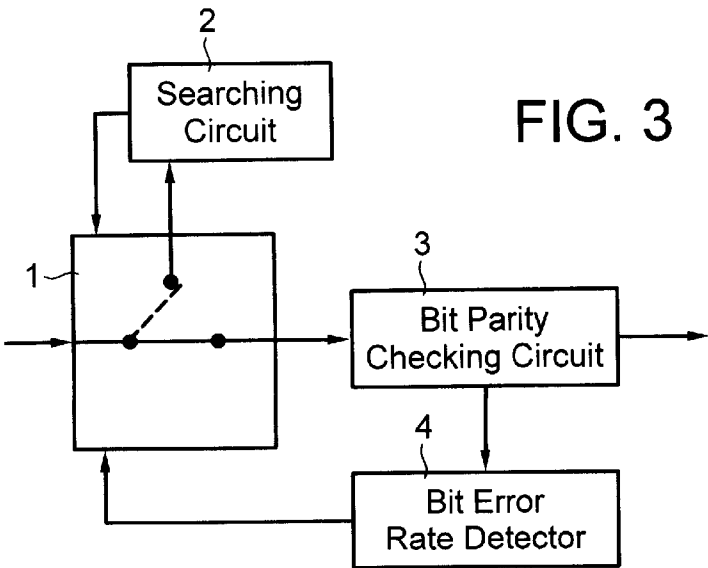 2
Searching
Circuit
FIG. 3
1
3
Bit Parity
Checking Circuit
4
Bit Error
Rate Detector